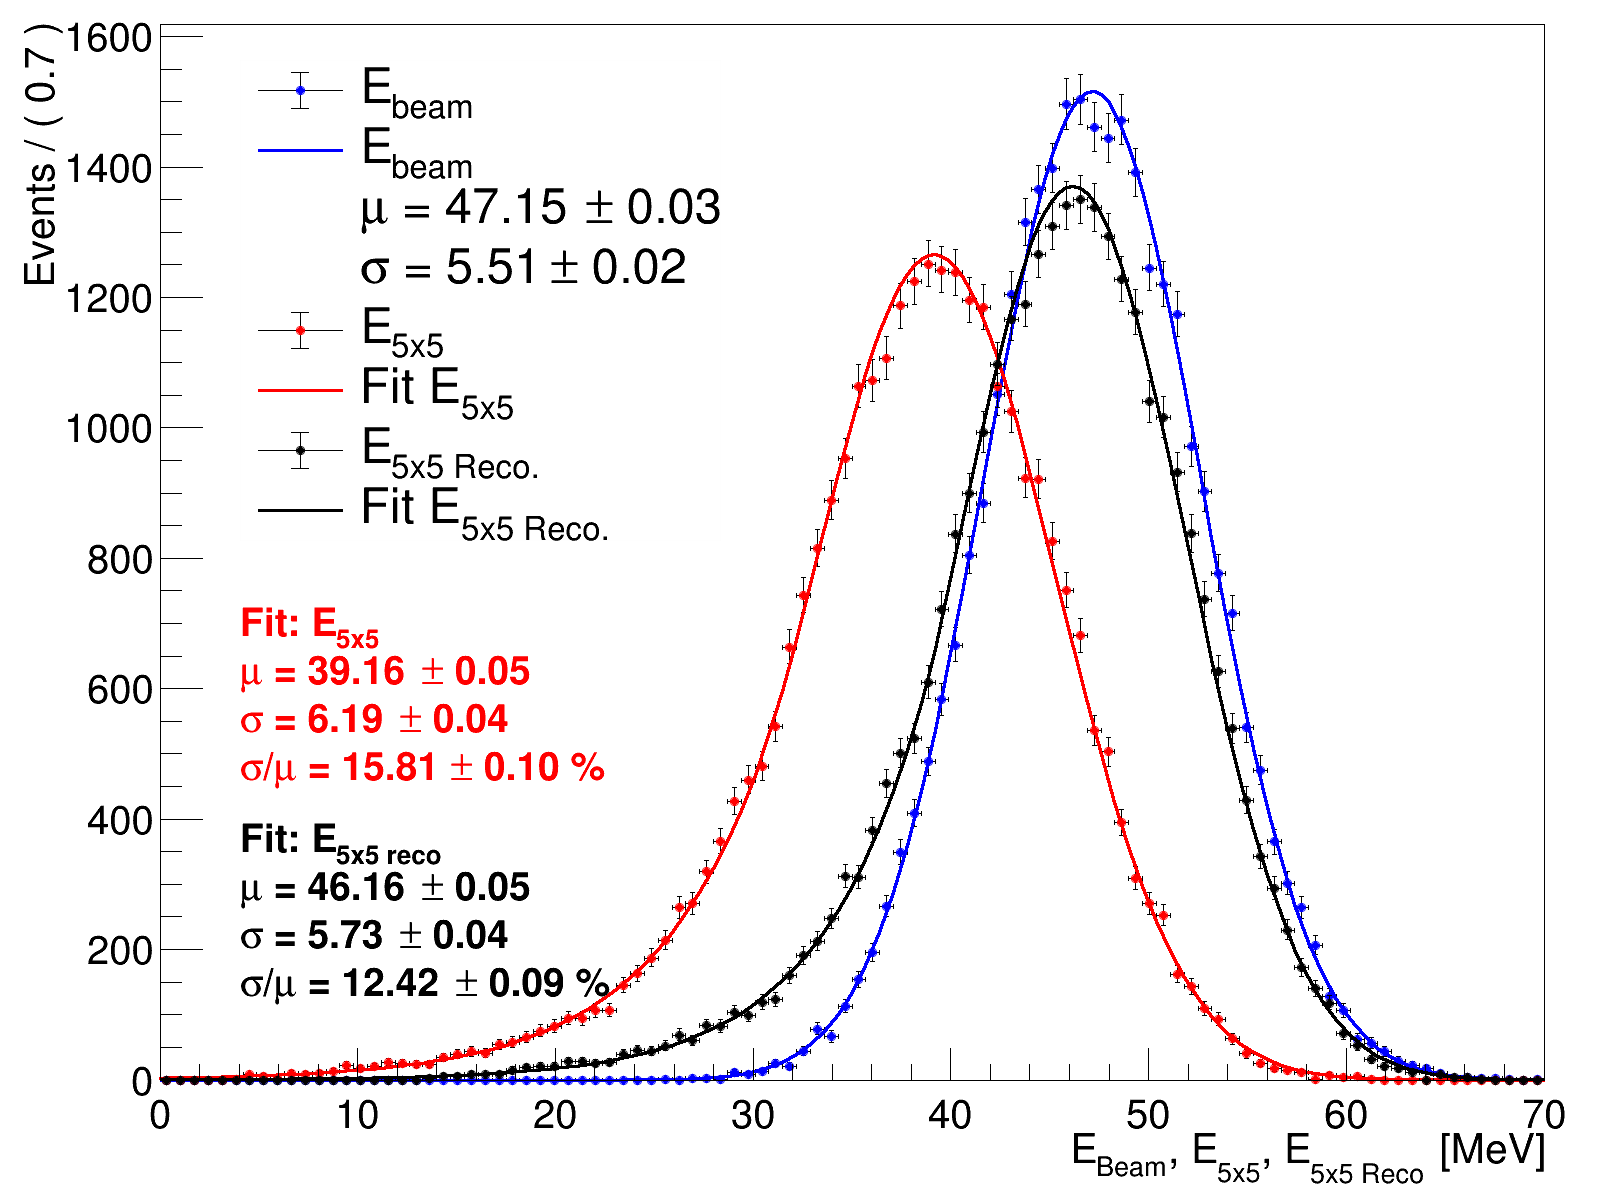 Events / ( 0.7 )
1600
1400
1200
1000
800
600
400
200
0
E_beam
E_beam
μ = 47.15 ± 0.03
σ = 5.51 ± 0.02
E_5x5
Fit E_5x5
E_5x5 Reco.
Fit E_5x5 Reco.
Fit: E_5x5
μ = 39.16 ± 0.05
σ = 6.19 ± 0.04
σ/μ = 15.81 ± 0.10 %
Fit: E_5x5 reco
μ = 46.16 ± 0.05
σ = 5.73 ± 0.04
σ/μ = 12.42 ± 0.09 %
0 10 20 30 40 50 60 70
E_Beam, E_5x5, E_5x5 Reco [MeV]